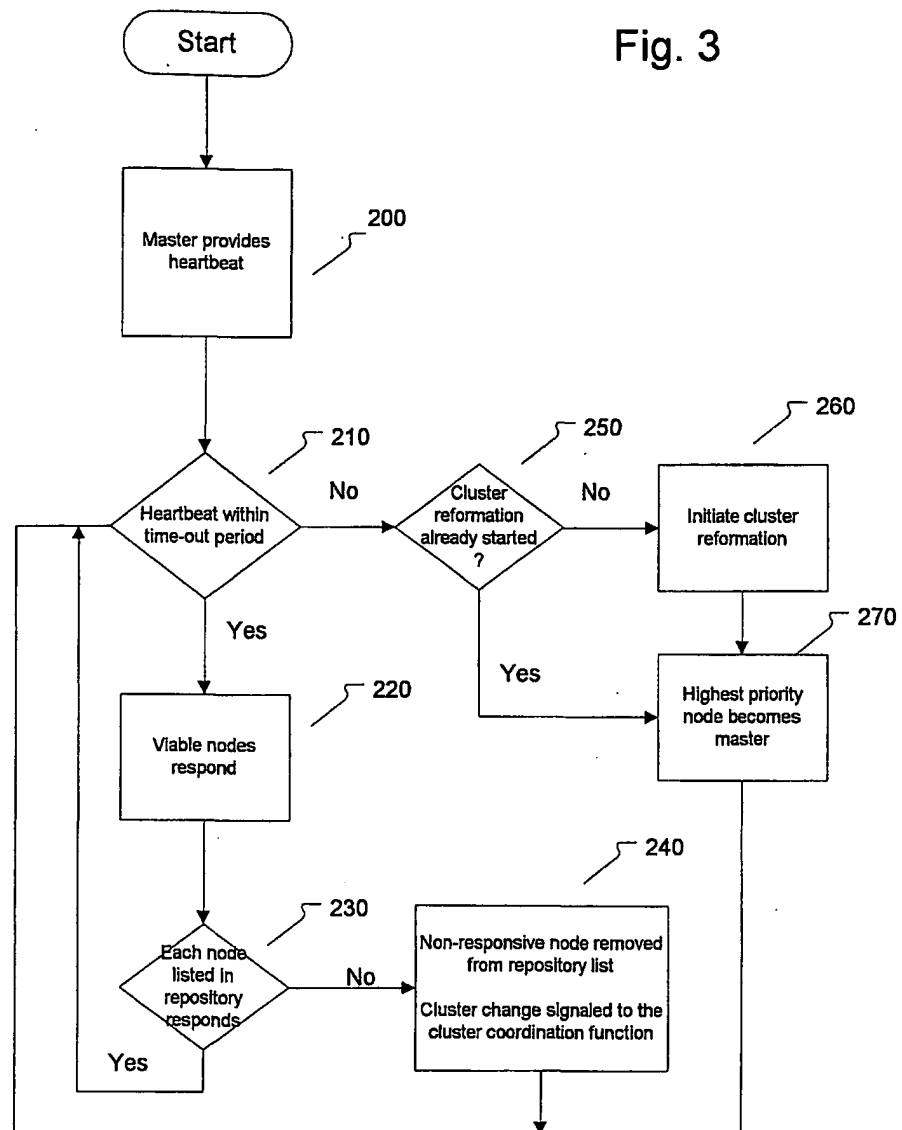 Start
Fig. 3
200
Master provides
heartbeat
210
250
260
Heartbeat within
time-out period
No
Cluster
reformation
already started
?
No
Initiate cluster
reformation
Yes
270
Yes
220
Highest priority
node becomes
master
Viable nodes
respond
240
230
Each node
listed in
repository
responds
No
Non-responsive node removed
from repository list
Cluster change signaled to the
cluster coordination function
Yes